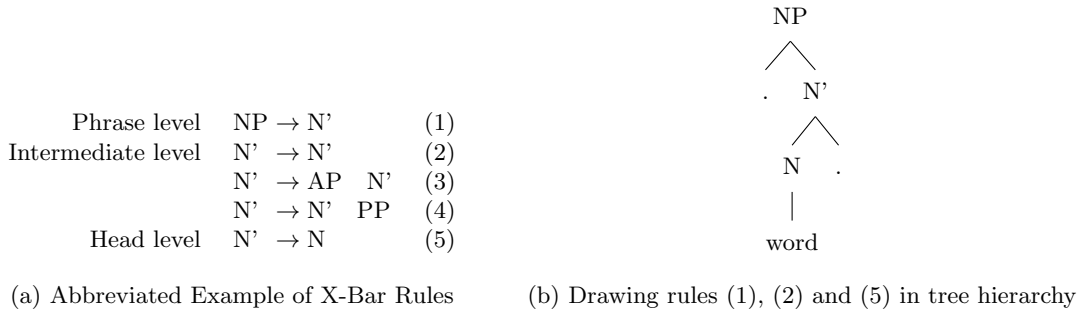 Phrase level NP → N' (1)
Intermediate level N' → N' (2)
N' → AP N' (3)
N' → N' PP (4)
Head level N' → N (5)
(a) Abbreviated Example of X-Bar Rules
NP
. N'
N .
word
(b) Drawing rules (1), (2) and (5) in tree hierarchy